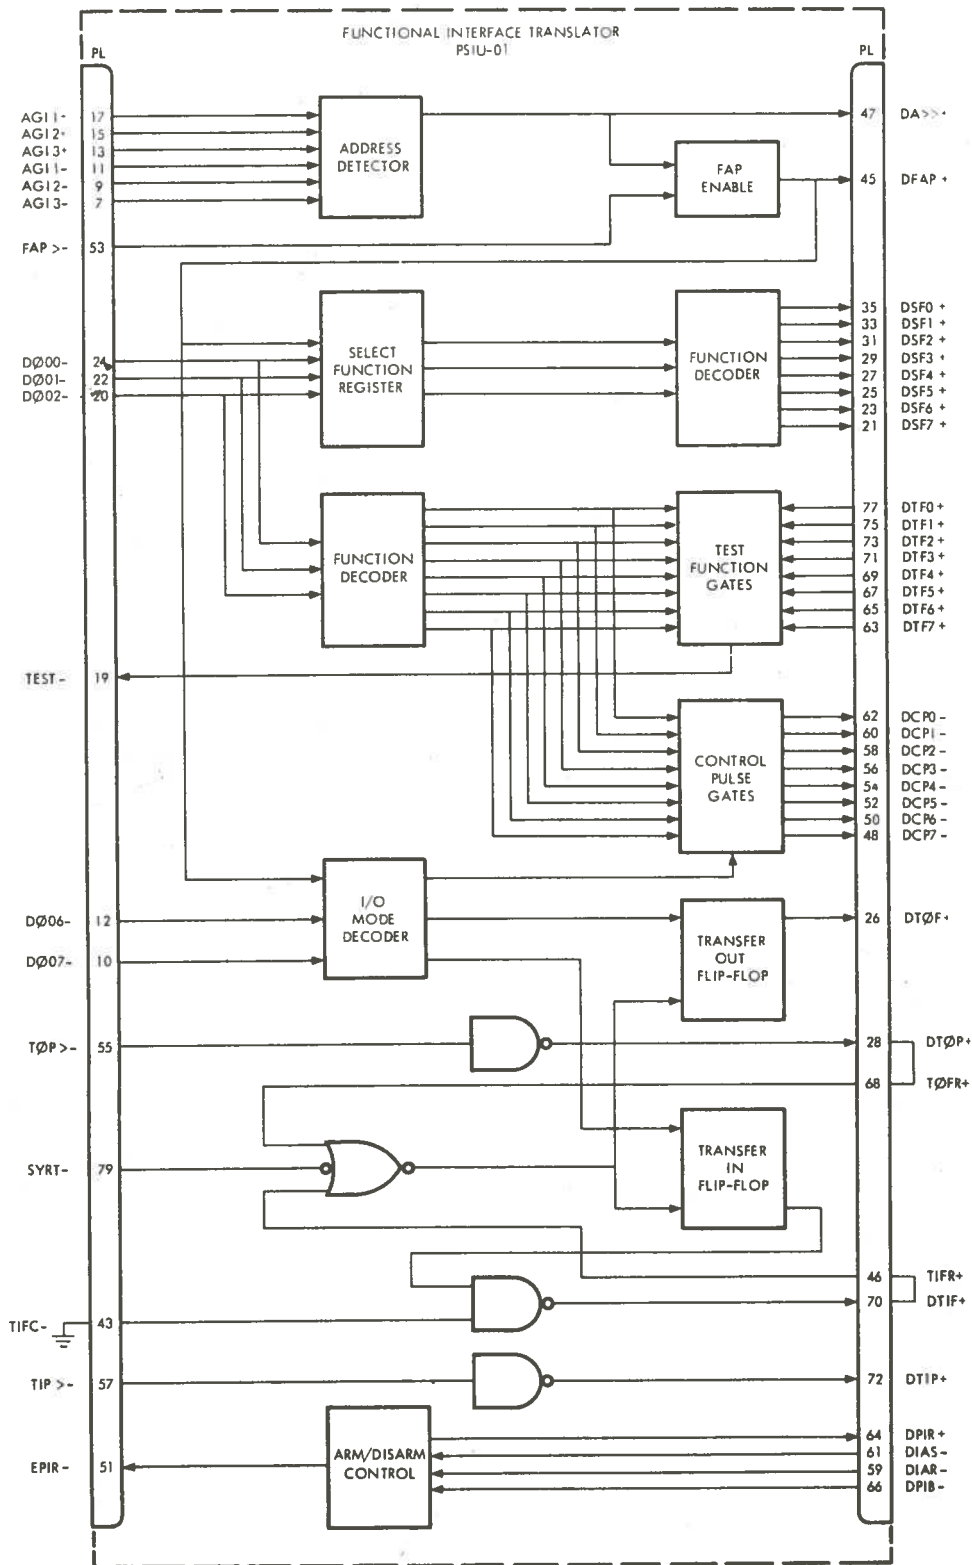 FUNCTIONAL INTERFACE TRANSLATOR
PSIU-01
PL
PL
AGI1- 17
AGI2+ 15
AGI3+ 13
AGI1- 11
AGI2- 9
AGI3- 7
FAP >- 53
ADDRESS
DETECTOR
FAP
ENABLE
47 DA>>+
45 DFAP +
DØ00- 24
DØ01- 22
DØ02- 20
SELECT
FUNCTION
REGISTER
FUNCTION
DECODER
35 DSF0 +
33 DSF1 +
31 DSF2 +
29 DSF3 +
27 DSF4 +
25 DSF5 +
23 DSF6 +
21 DSF7 +
FUNCTION
DECODER
TEST
FUNCTION
GATES
77 DTF0+
75 DTF1+
73 DTF2+
71 DTF3+
69 DTF4+
67 DTF5+
65 DTF6+
63 DTF7+
TEST- 19
CONTROL
PULSE
GATES
62 DCP0-
60 DCP1-
58 DCP2-
56 DCP3-
54 DCP4-
52 DCP5-
50 DCP6-
48 DCP7-
DØ06- 12
DØ07- 10
I/O
MODE
DECODER
TRANSFER
OUT
FLIP-FLOP
26 DTØF+
TØP>- 55
28 DTØP+
68 TØFR+
SYRT- 79
TRANSFER
IN
FLIP-FLOP
46 TIFR+
70 DTIF+
TIFC- 43
TIP >- 57
72 DTIP+
EPIR- 51
ARM/DISARM
CONTROL
64 DPIR+
61 DIAS-
59 DIAR-
66 DPIB-